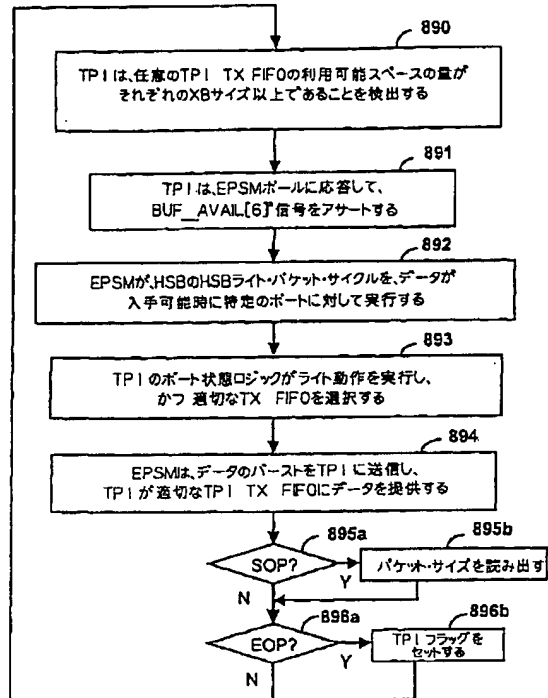 890
TPIは、任意のTPI TX FIFOの利用可能スペースの量が
それぞれのXBサイズ以上であることを検出する
891
TPIは、EPSMポールに応答して、
BUF_AVAIL[6]*信号をアサートする
892
EPSMが、HSBのHSBライト・パケット・サイクルを、データが
入手可能時に特定のポートに対して実行する
893
TPIのポート状態ロジックがライト動作を実行し、
かつ 適切なTX FIFOを選択する
894
EPSMは、データのバーストをTPIに送信し、
TPIが適切なTPI TX FIFOにデータを提供する
895a
895b
SOP?
Y
パケット・サイズを読み出す
N
896a
896b
EOP?
Y
TPIフラッグを
セットする
N